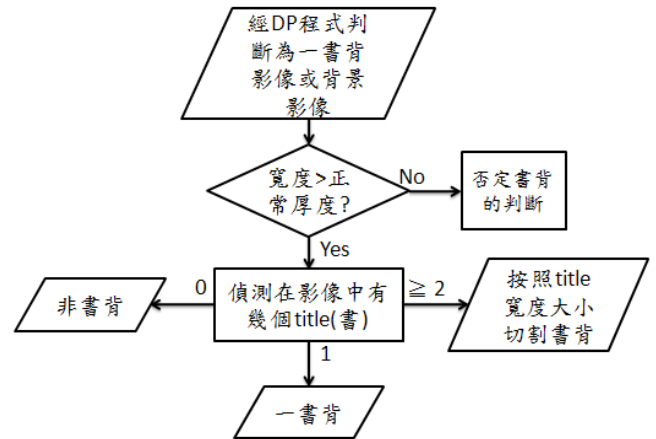 經DP程式判
斷為一書背
影像或背景
影像
寬度>正
常厚度?
No
否定書背
的判斷
Yes
偵測在影像中有
幾個title(書)
0
非書背
≧ 2
按照title
寬度大小
切割書背
1
一書背